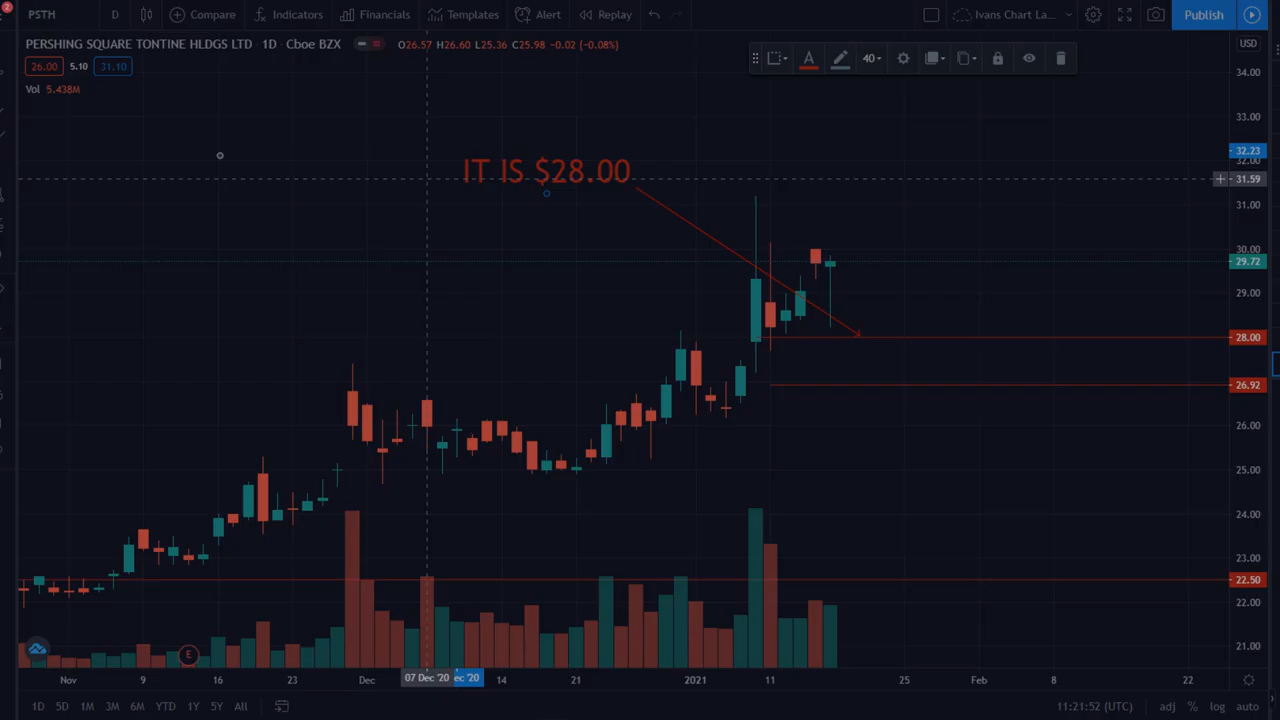 2
PSTH D Compare Indicators Financials Templates Alert Replay Ivans Chart La... Publish
PERSHING SQUARE TONTINE HLDGS LTD 1D Cboe BZX O26.57 H26.60 L25.36 C25.98 -0.02 (-0.08%) USD
26.00 5.10 31.10 40
Vol 5.438M
34.00
33.00
32.23
32.00
IT IS $28.00
31.59
31.00
30.00
29.72
29.00
28.00
26.92
26.00
25.00
24.00
23.00
22.50
22.00
21.00
E
Nov 9 16 23 Dec 07 Dec '20 ec '20 14 21 2021 11 25 Feb 8 22
1D 5D 1M 3M 6M YTD 1Y 5Y All 11:21:52 (UTC) adj % log auto